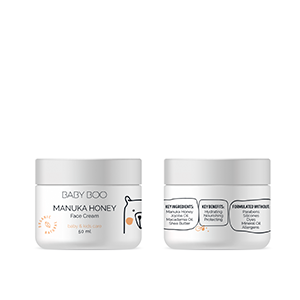 BABY BOO
MANUKA HONEY
Face Cream
50 ml
KEY INGREDIENTS:
Manuka Honey
Jojoba Oil
Macadamia Oil
Shea Butter
KEY BENEFITS:
Hydrating
Nourishing
Protecting
FORMULATED WITHOUT:
Parabens
Silicones
Dyes
Mineral Oil
Allergens